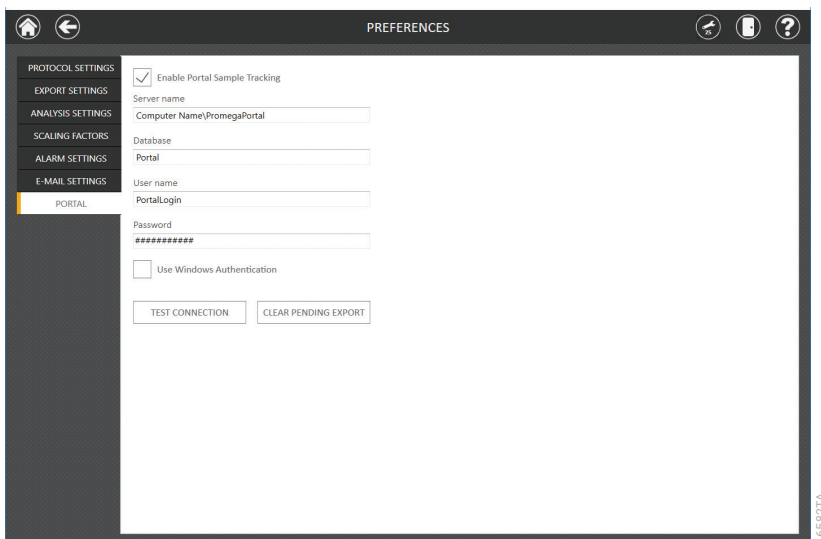 PREFERENCES
25
?
PROTOCOL SETTINGS
EXPORT SETTINGS
ANALYSIS SETTINGS
SCALING FACTORS
ALARM SETTINGS
E-MAIL SETTINGS
PORTAL
Enable Portal Sample Tracking
Server name
Computer Name\PromegaPortal
Database
Portal
User name
PortalLogin
Password
###########
Use Windows Authentication
TEST CONNECTION
CLEAR PENDING EXPORT